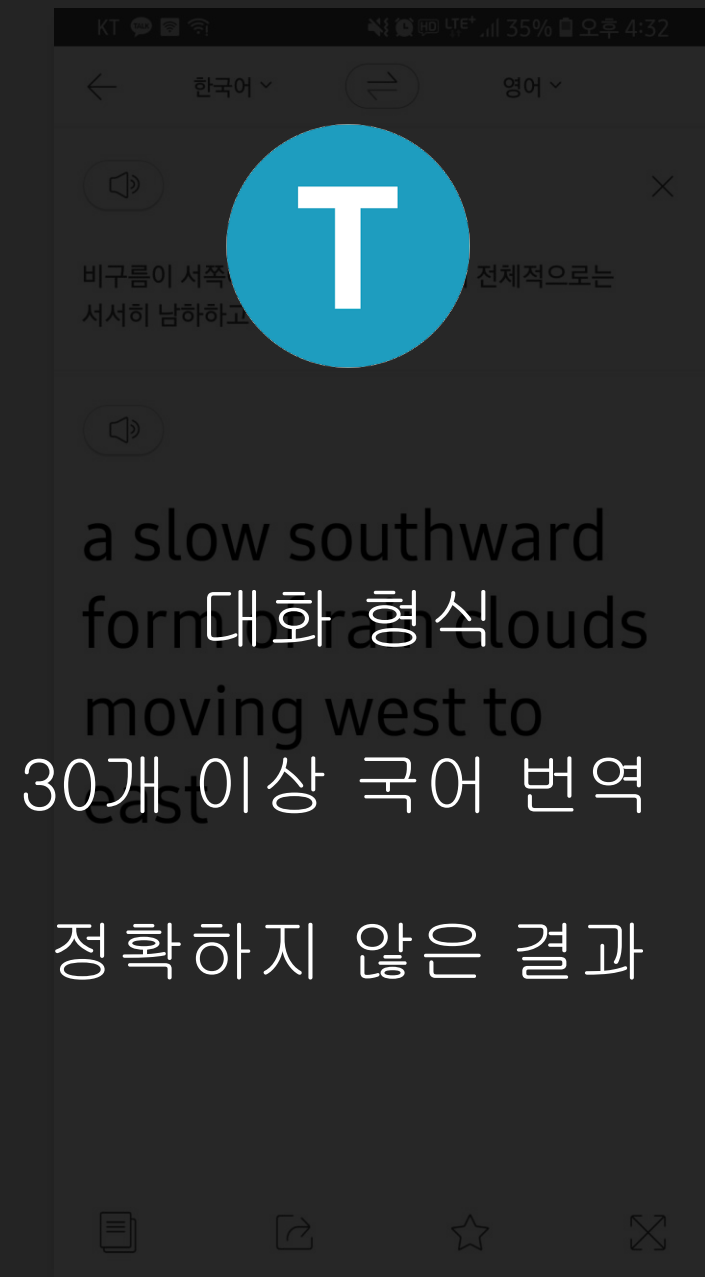 KT 35% 오후 4:32
한국어 영어
T
비구름이 서쪽 전체적으로는
서서히 남하하고
a slow southward
form of rain clouds
moving west to
east
대화 형식
30개 이상 국어 번역
정확하지 않은 결과